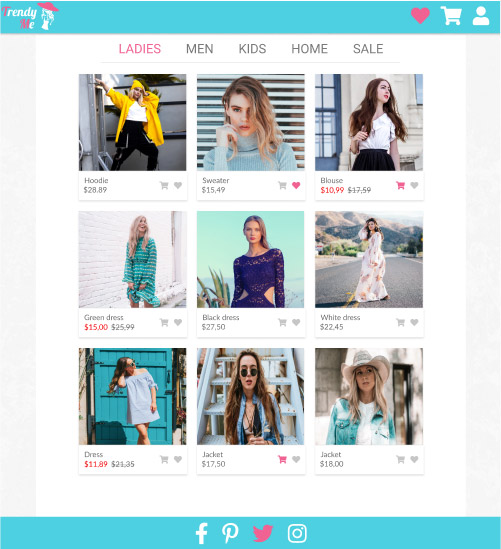 Trendy
Me
LADIES MEN KIDS HOME SALE
Hoodie
$28.89
Sweater
$15,49
Blouse
$10,99 $17,59
Green dress
$15,00 $25,99
Black dress
$27,50
White dress
$22,45
Dress
$11,89 $21,35
Jacket
$17,50
Jacket
$18,00